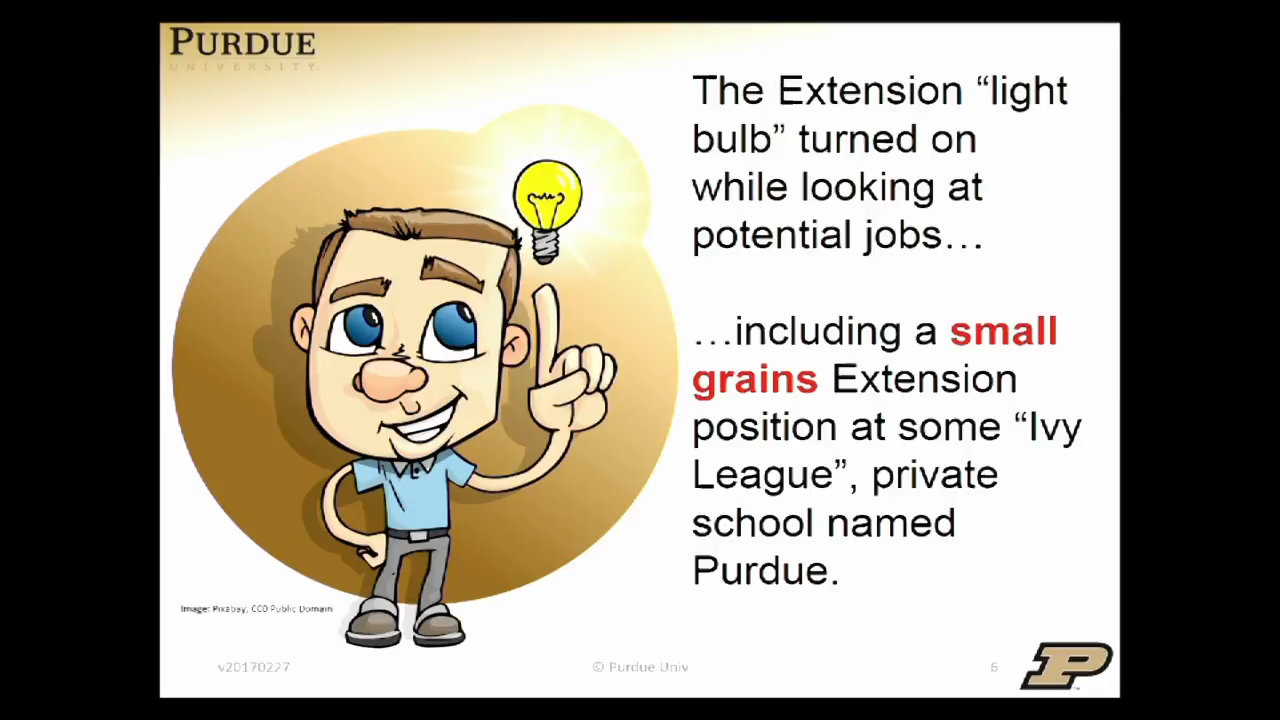 PURDUE
UNIVERSITY.
The Extension “light
bulb” turned on
while looking at
potential jobs…
…including a small
grains Extension
position at some “Ivy
League”, private
school named
Purdue.
Image: Pixabay, CC0 Public Domain
v20170227
© Purdue Univ
6
P